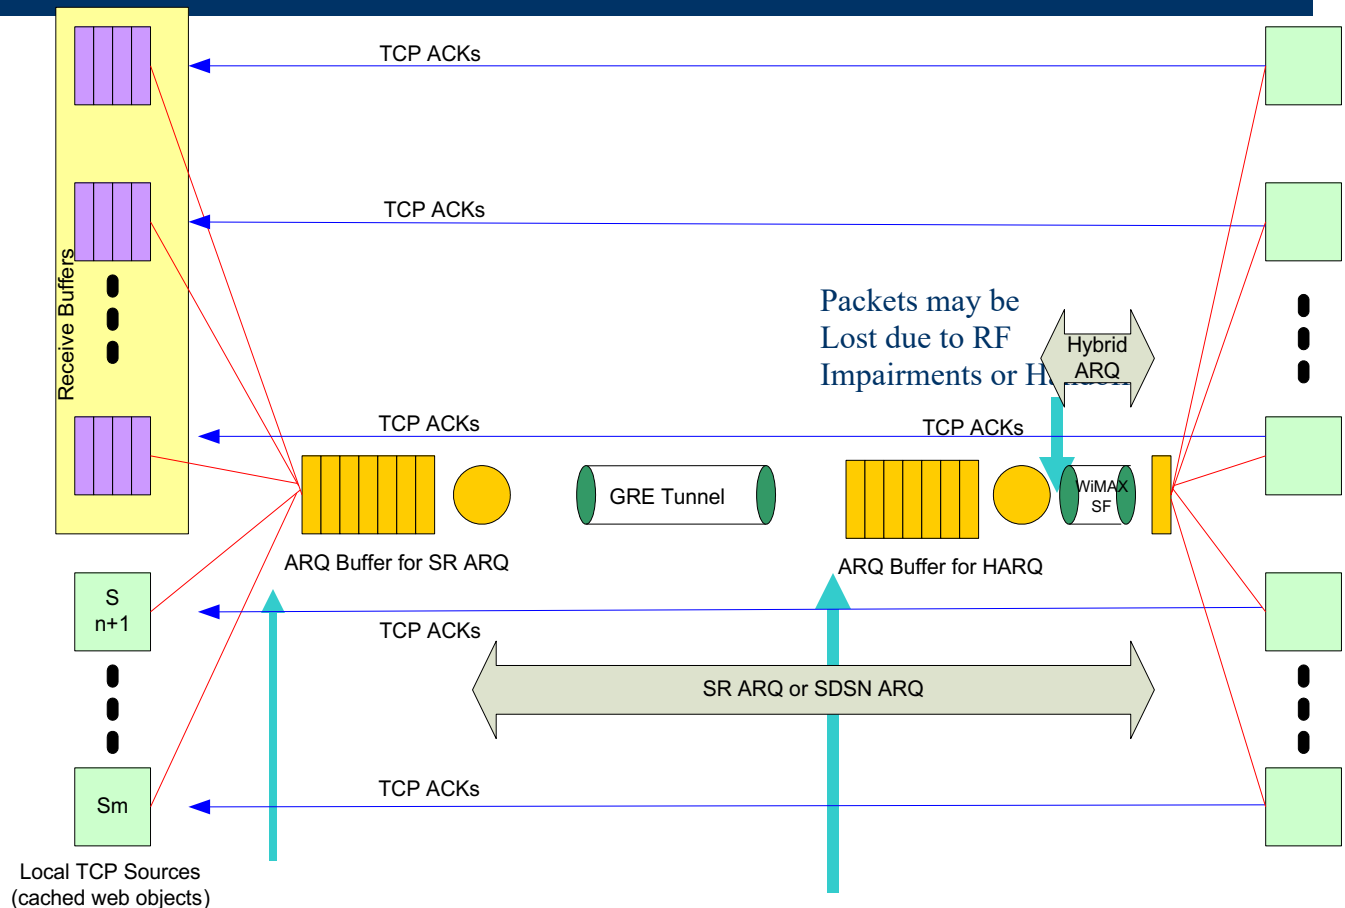 TCP ACKs
TCP ACKs
Receive Buffers
Packets may be
Lost due to RF
Impairments or
Hybrid
ARQ
TCP ACKs
TCP ACKs
GRE Tunnel
WiMAX
SF
ARQ Buffer for SR ARQ
ARQ Buffer for HARQ
S
n+1
TCP ACKs
SR ARQ or SDSN ARQ
TCP ACKs
Sm
Local TCP Sources
(cached web objects)